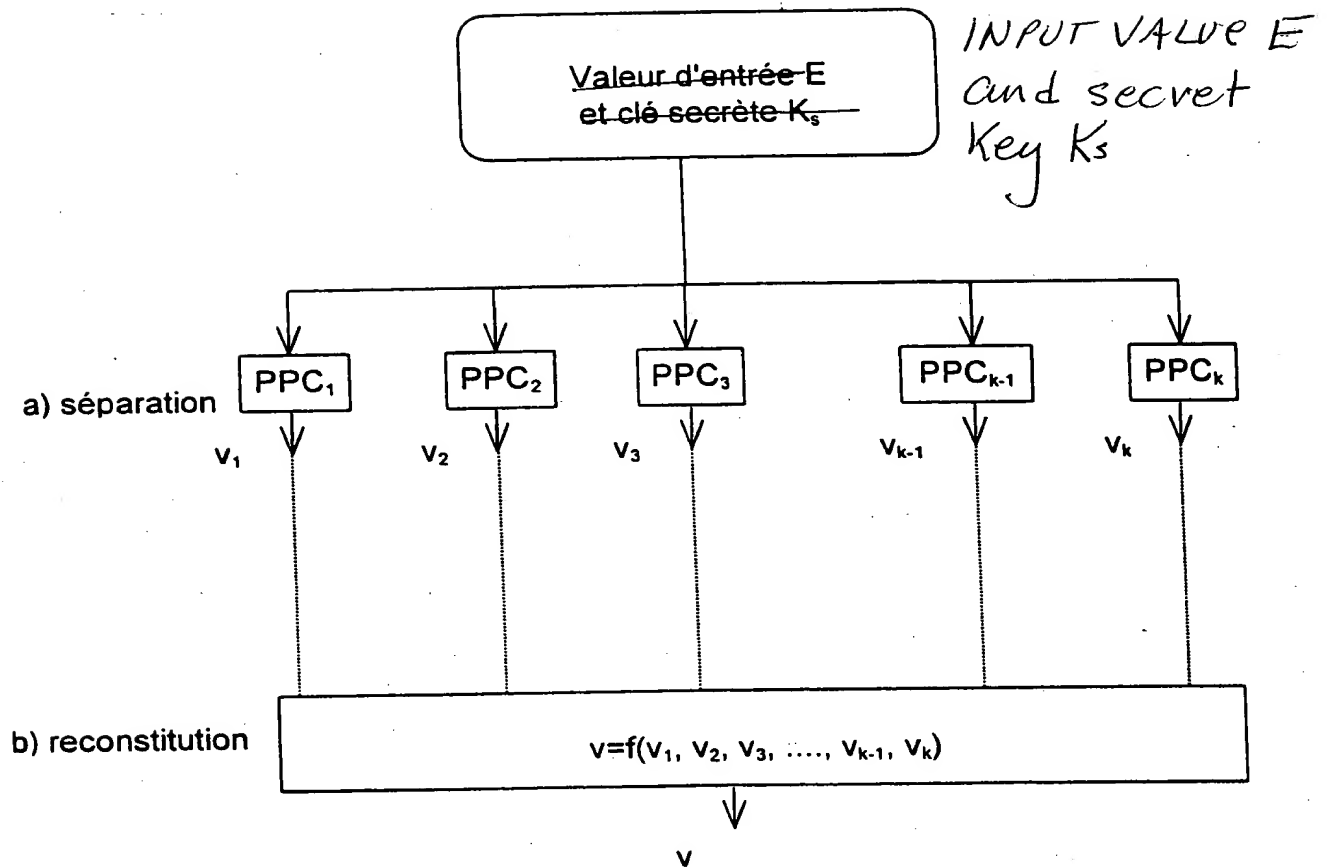 Valeur d'entrée E
et clé secrète Kₛ
INPUT VALUE E
and secret
Key Ks
a) séparation
PPC₁
PPC₂
PPC₃
PPCₖ₋₁
PPCₖ
v₁
v₂
v₃
vₖ₋₁
vₖ
b) reconstitution
v=f(v₁, v₂, v₃, ...., vₖ₋₁, vₖ)
v